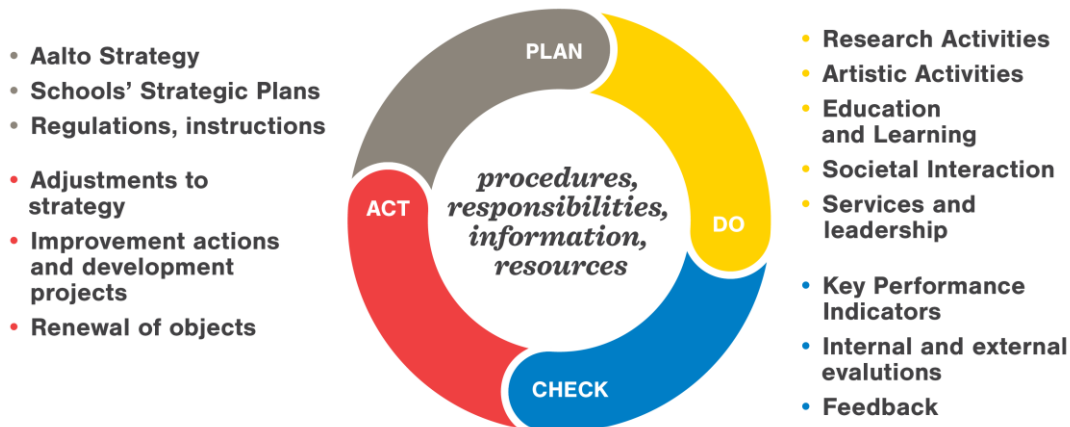 • Aalto Strategy
• Schools' Strategic Plans
• Regulations, instructions
• Adjustments to
strategy
• Improvement actions
and development
projects
• Renewal of objects
PLAN
DO
CHECK
ACT
procedures,
responsibilities,
information,
resources
• Research Activities
• Artistic Activities
• Education
and Learning
• Societal Interaction
• Services and
leadership
• Key Performance
Indicators
• Internal and external
evalutions
• Feedback